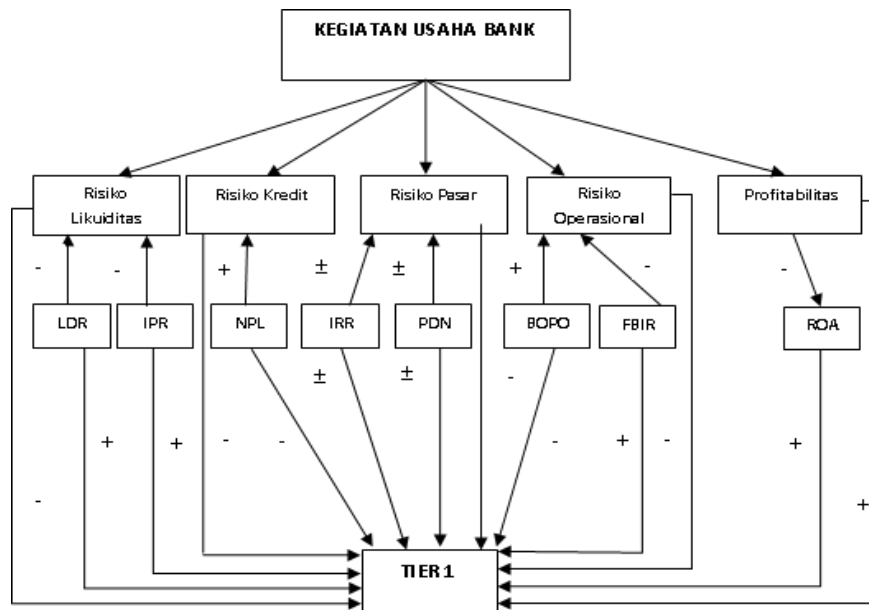 KEGIATAN USAHA BANK
Risiko
Likuiditas
Risiko Kredit
Risiko Pasar
Risiko
Operasional
Profitabilitas
- - + ± ± + - -
LDR IPR NPL IRR PDN BOPO FBIR ROA
± ± -
+ + - - - + - +
- +
TIER 1